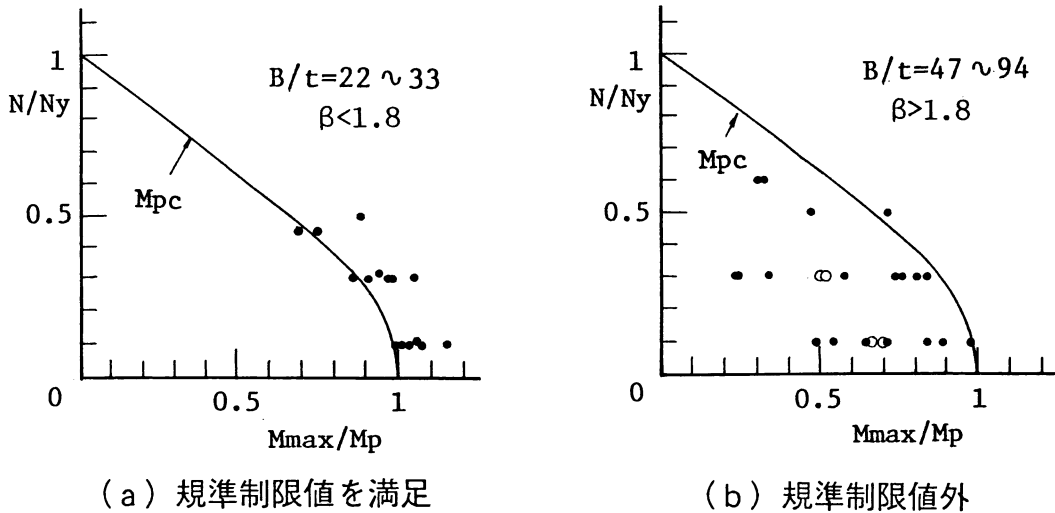 1
N/Ny
0.5
0
0.5
1
Mmax/Mp
B/t=22～33
β<1.8
Mpc
(a) 規準制限値を満足
1
N/Ny
0.5
0
0.5
1
Mmax/Mp
B/t=47～94
β>1.8
Mpc
(b) 規準制限値外